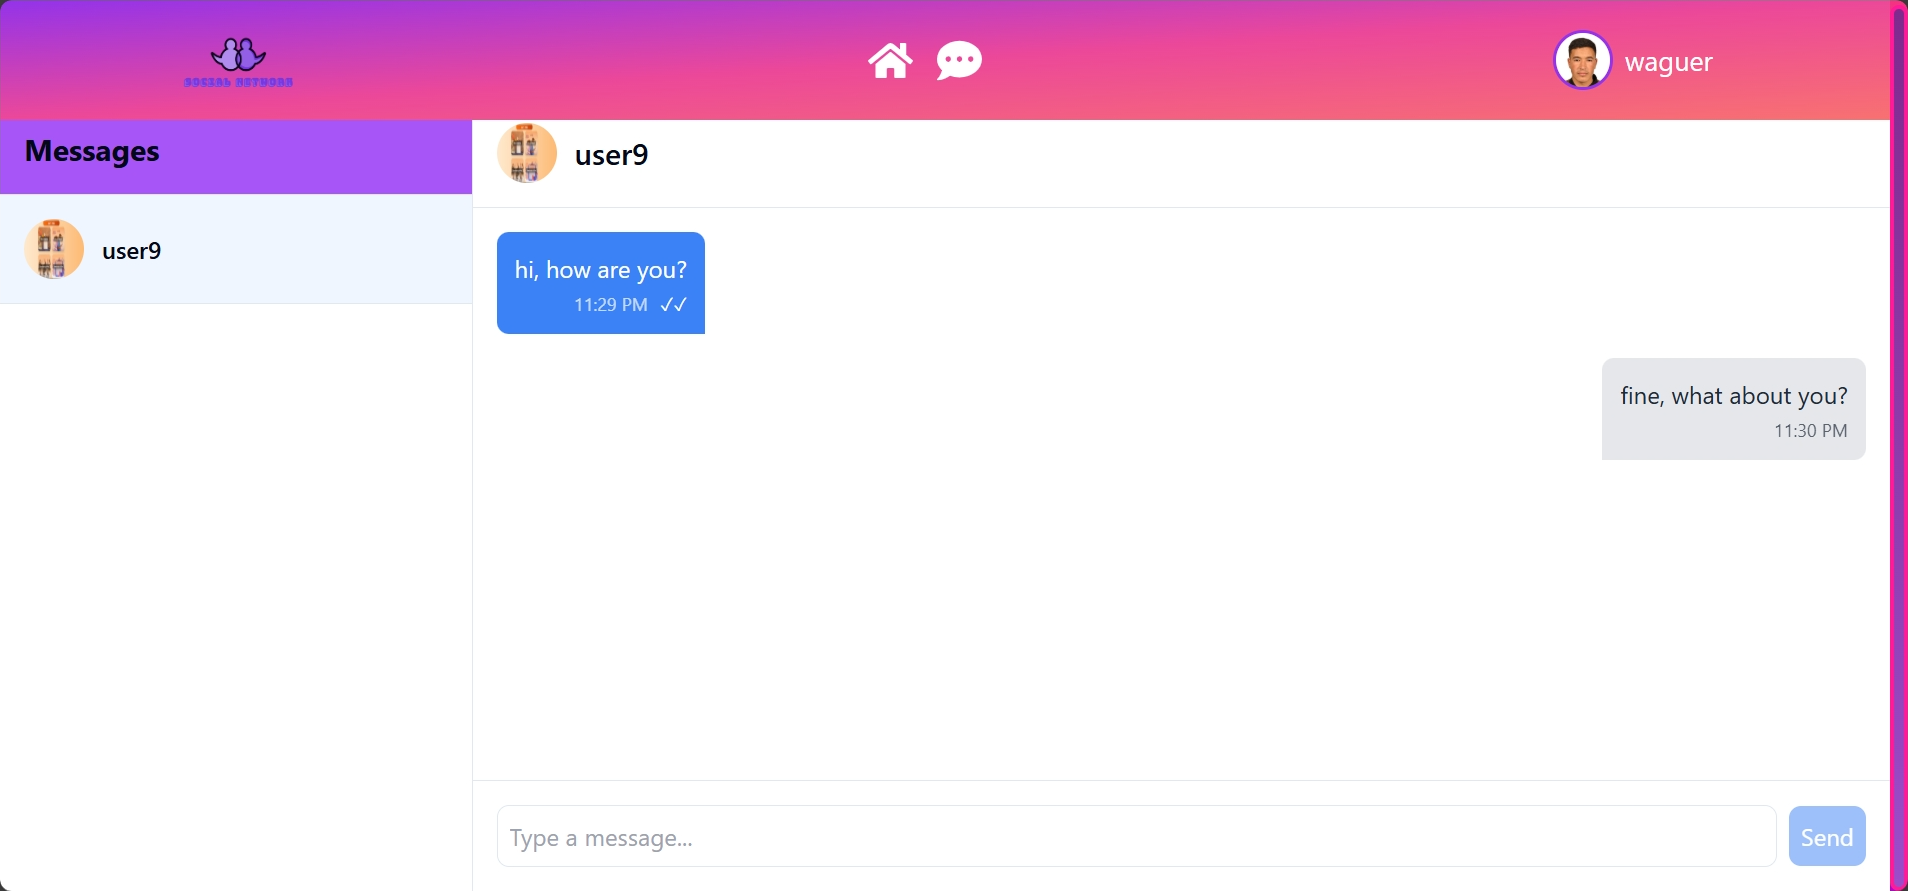 SOCIAL NETWORK
waguer
Messages
user9
user9
hi, how are you?
11:29 PM ✓✓
fine, what about you?
11:30 PM
Type a message...
Send